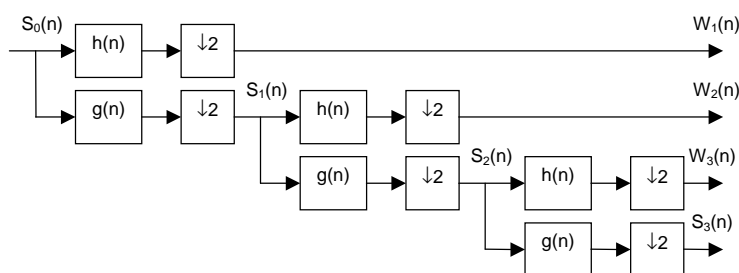 S₀(n)
W₁(n)
h(n)
↓2
g(n)
↓2
S₁(n)
W₂(n)
h(n)
↓2
g(n)
↓2
S₂(n)
W₃(n)
h(n)
↓2
S₃(n)
g(n)
↓2